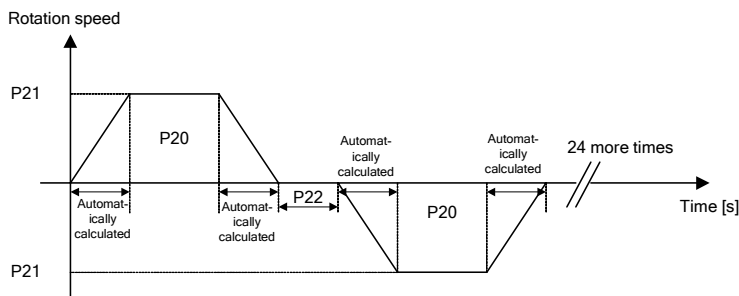 Rotation speed
P21
P20
Automat-
ically
calculated
Automat-
ically
calculated
24 more times
P22
Automat-
ically
calculated
Automat-
ically
calculated
P20
Time [s]
P21